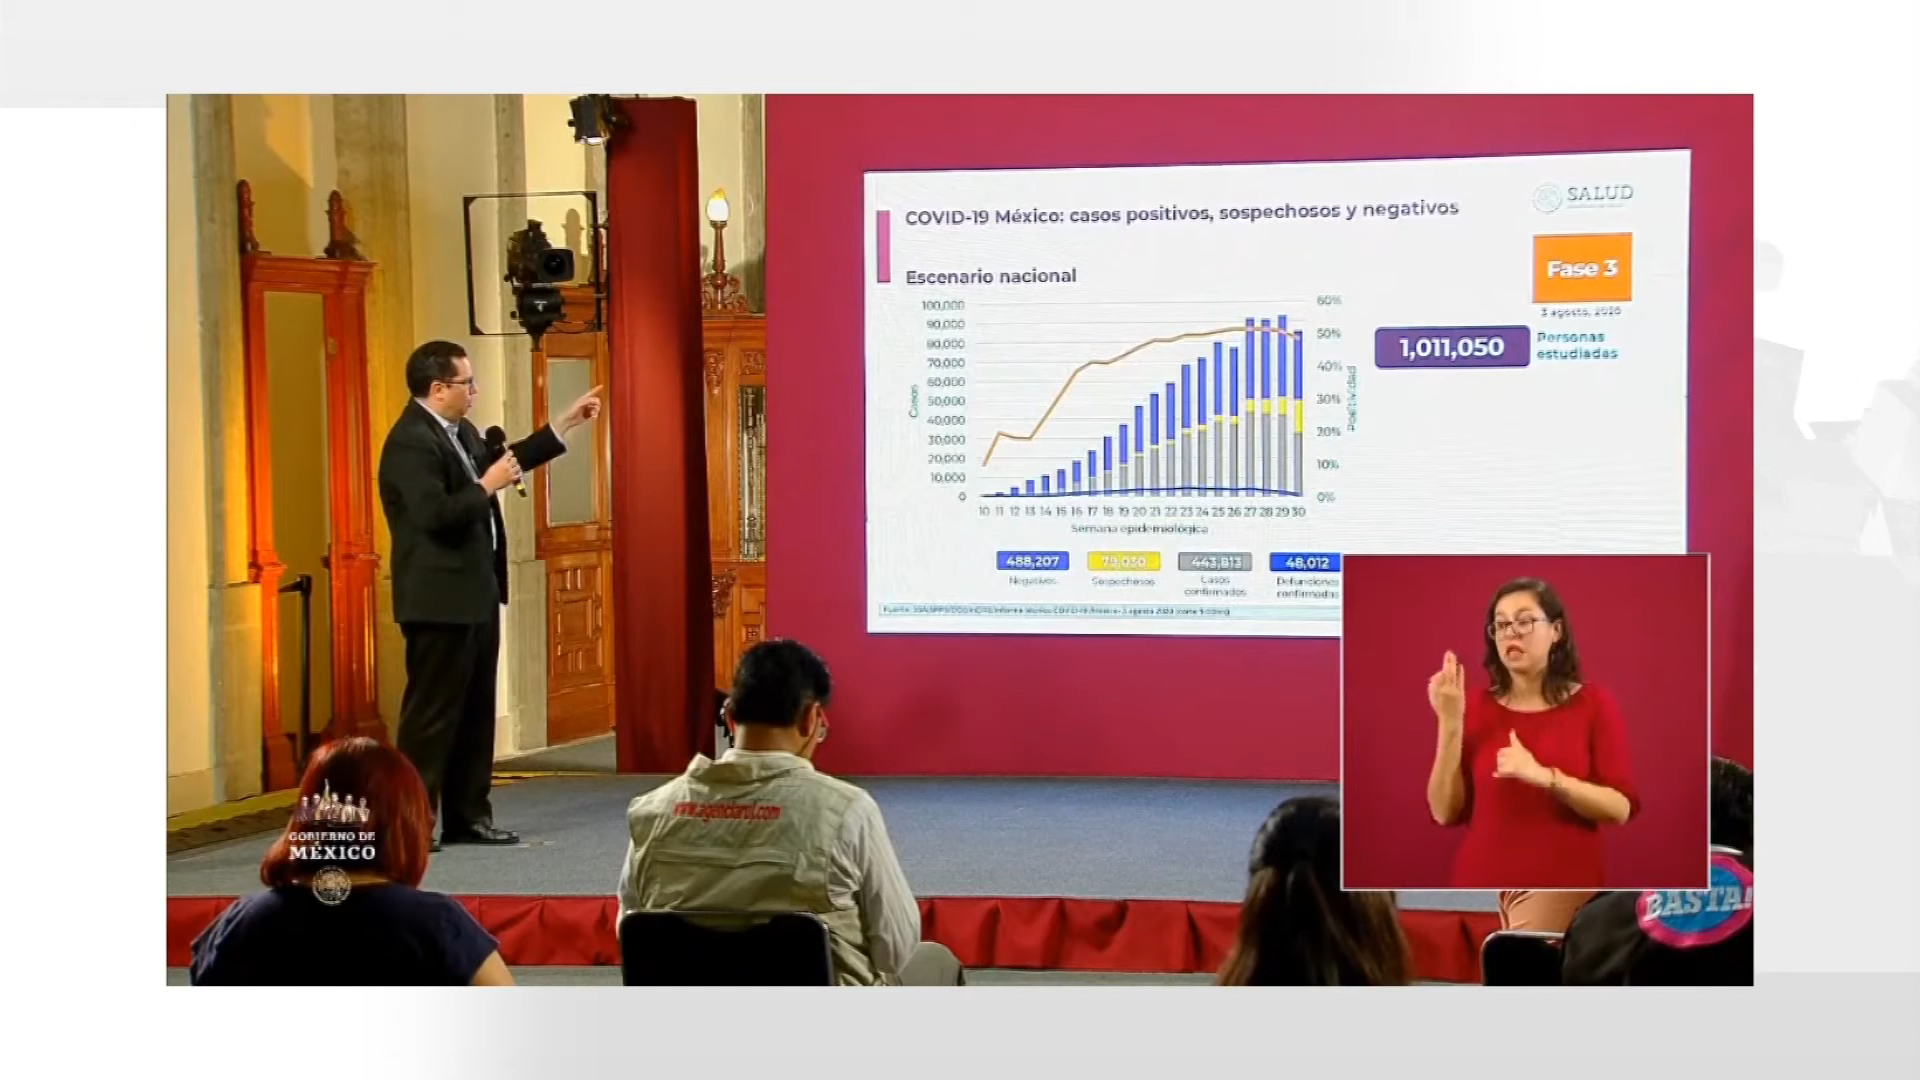 SALUD
COVID-19 México: casos positivos, sospechosos y negativos
Fase 3
3 agosto, 2020
Escenario nacional
1,011,050
Personas
estudiadas
100,000
90,000
80,000
70,000
60,000
50,000
40,000
30,000
20,000
10,000
0
Casos
60%
50%
40%
30%
20%
10%
0%
Positividad
10 11 12 13 14 15 16 17 18 19 20 21 22 23 24 25 26 27 28 29 30
Semana epidemiológica
488,207
Negativos
79,030
Sospechosos
443,813
Casos
confirmados
48,012
Defunciones
confirmadas
www.agendarul.com
GOBIERNO DE
MÉXICO
BASTA!